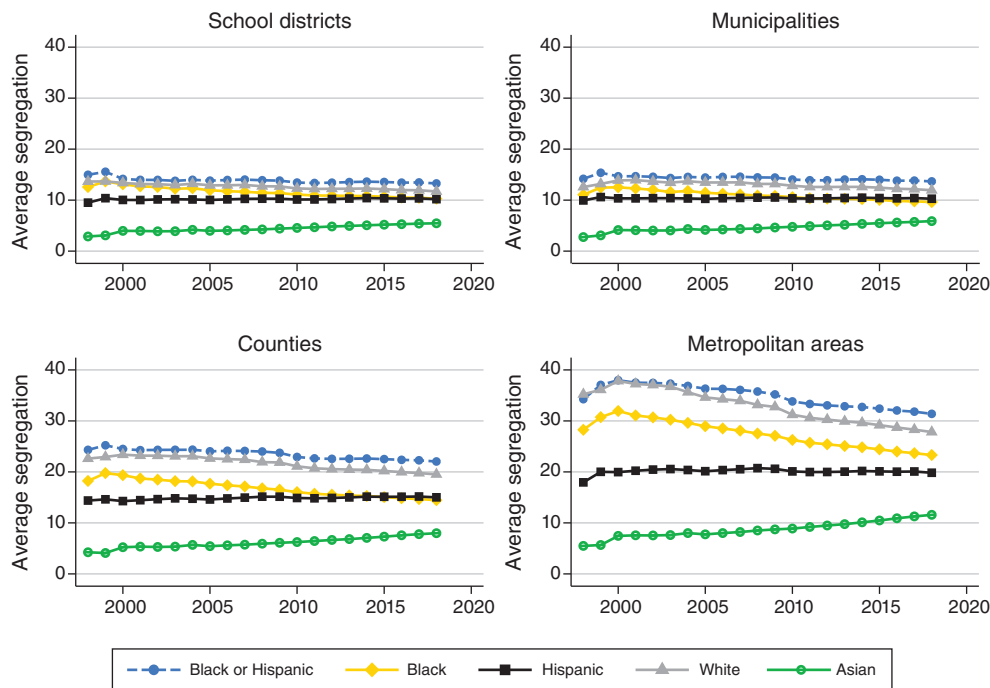 School districts
Average segregation
40
30
20
10
0
2000 2005 2010 2015 2020
Municipalities
Average segregation
40
30
20
10
0
2000 2005 2010 2015 2020
Counties
Average segregation
40
30
20
10
0
2000 2005 2010 2015 2020
Metropolitan areas
Average segregation
40
30
20
10
0
2000 2005 2010 2015 2020
Black or Hispanic Black Hispanic White Asian